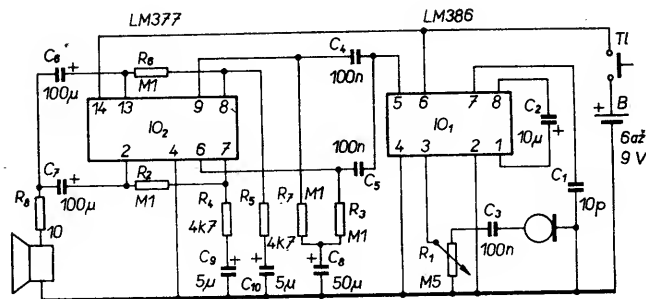 LM377 LM386
C6 + R6 C4 Tl
100µ M1 100n
14 13 9 8 5 6 7 8 C2 + B
IO2 IO1 10µ + 6až
2 4 6 7 100n 4 3 2 1 9 V
C7 + R2 C5 C1
100µ M1 R4 R5 R7 M1 R3 C3 10p
R8 4k7 4k7 M1 100n
10 C9 + + C8 R1
5µ C10 5µ 50µ M5